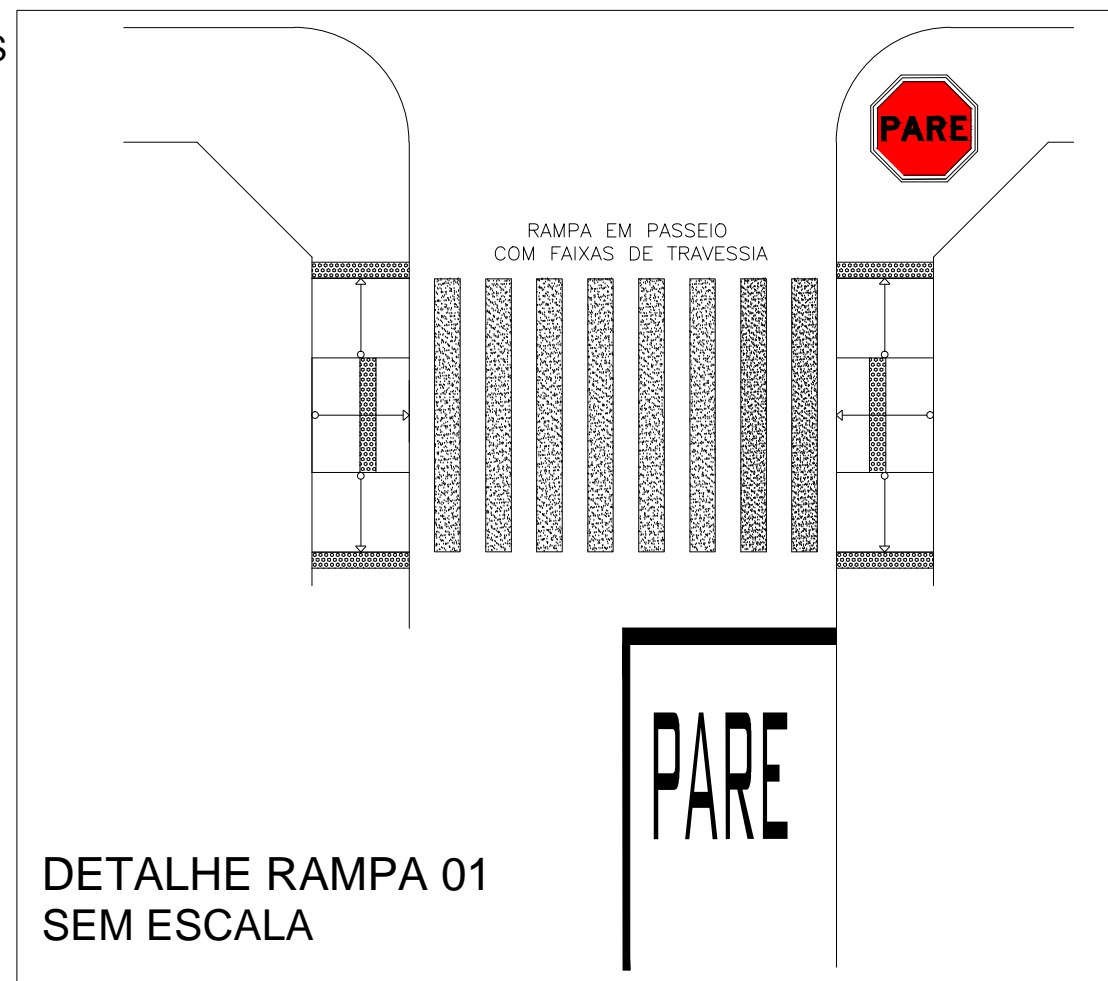 S
PARE
RAMPA EM PASSEIO
COM FAIXAS DE TRAVESSIA
PARE
DETALHE RAMPA 01
SEM ESCALA